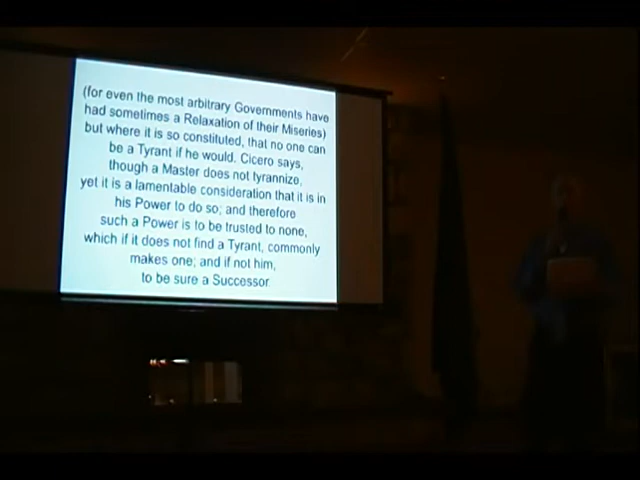 (for even the most arbitrary Governments have
had sometimes a Relaxation of their Miseries)
but where it is so constituted, that no one can
be a Tyrant if he would. Cicero says,
though a Master does not tyrannize,
yet it is a lamentable consideration that it is in
his Power to do so; and therefore
such a Power is to be trusted to none,
which if it does not find a Tyrant, commonly
makes one; and if not him,
to be sure a Successor